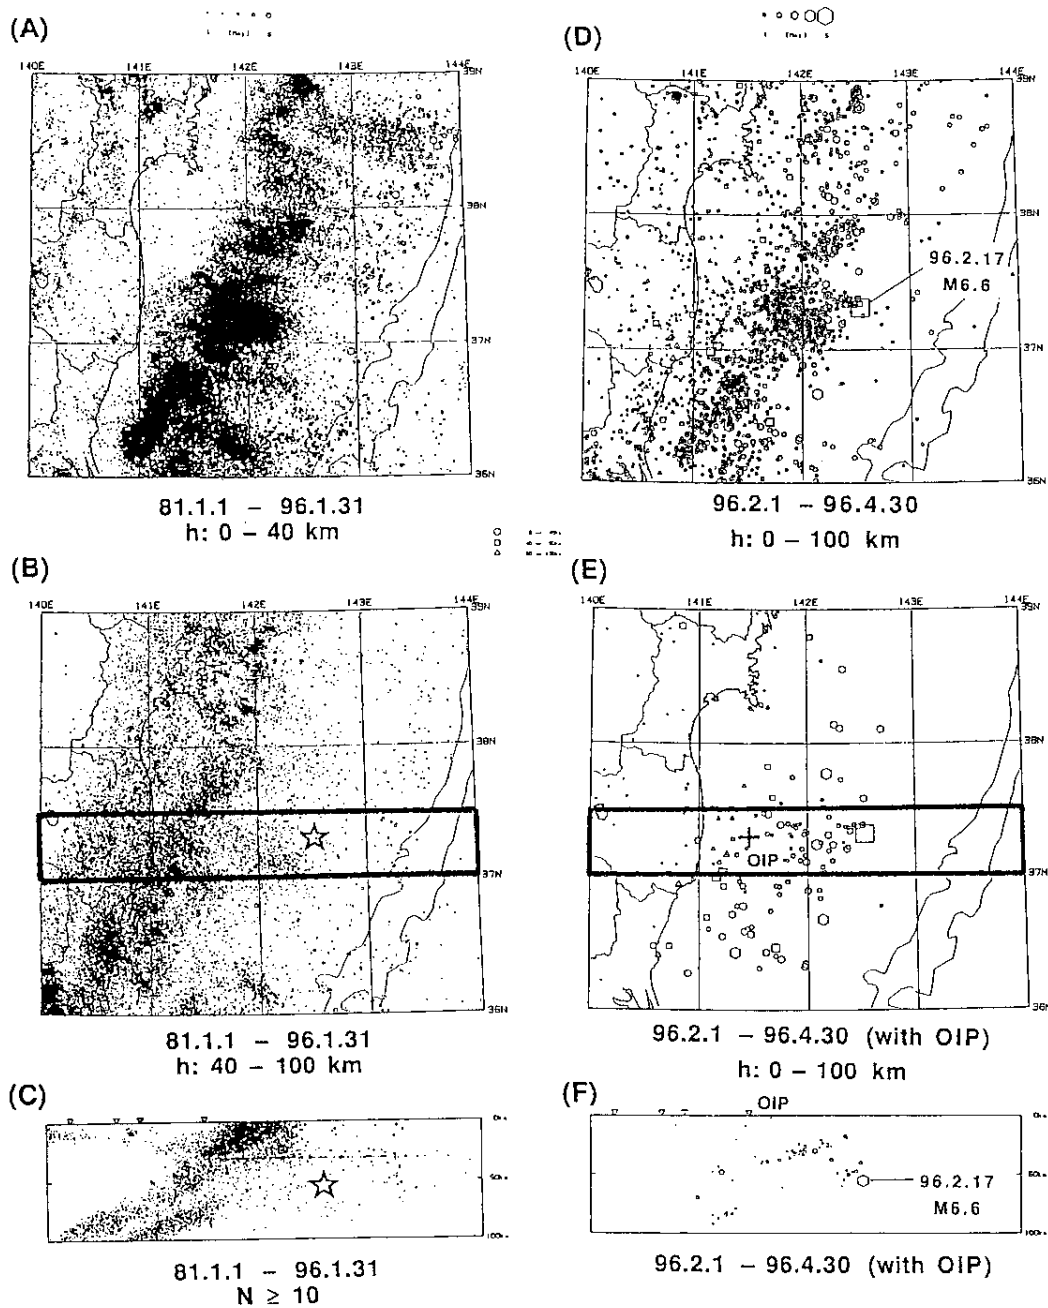 (A)
140E 141E 142E 143E 144E
39N
38N
37N
36N
81.1.1 – 96.1.31
h: 0 – 40 km
(D)
140E 141E 142E 143E 144E
39N
38N
96.2.17
M6.6
37N
36N
96.2.1 – 96.4.30
h: 0 – 100 km
(B)
140E 141E 142E 143E 144E
39N
38N
37N
36N
81.1.1 – 96.1.31
h: 40 – 100 km
(E)
140E 141E 142E 143E 144E
39N
38N
OIP
37N
36N
96.2.1 – 96.4.30 (with OIP)
h: 0 – 100 km
(C)
81.1.1 – 96.1.31
N ≥ 10
(F)
OIP
96.2.17
M6.6
96.2.1 – 96.4.30 (with OIP)